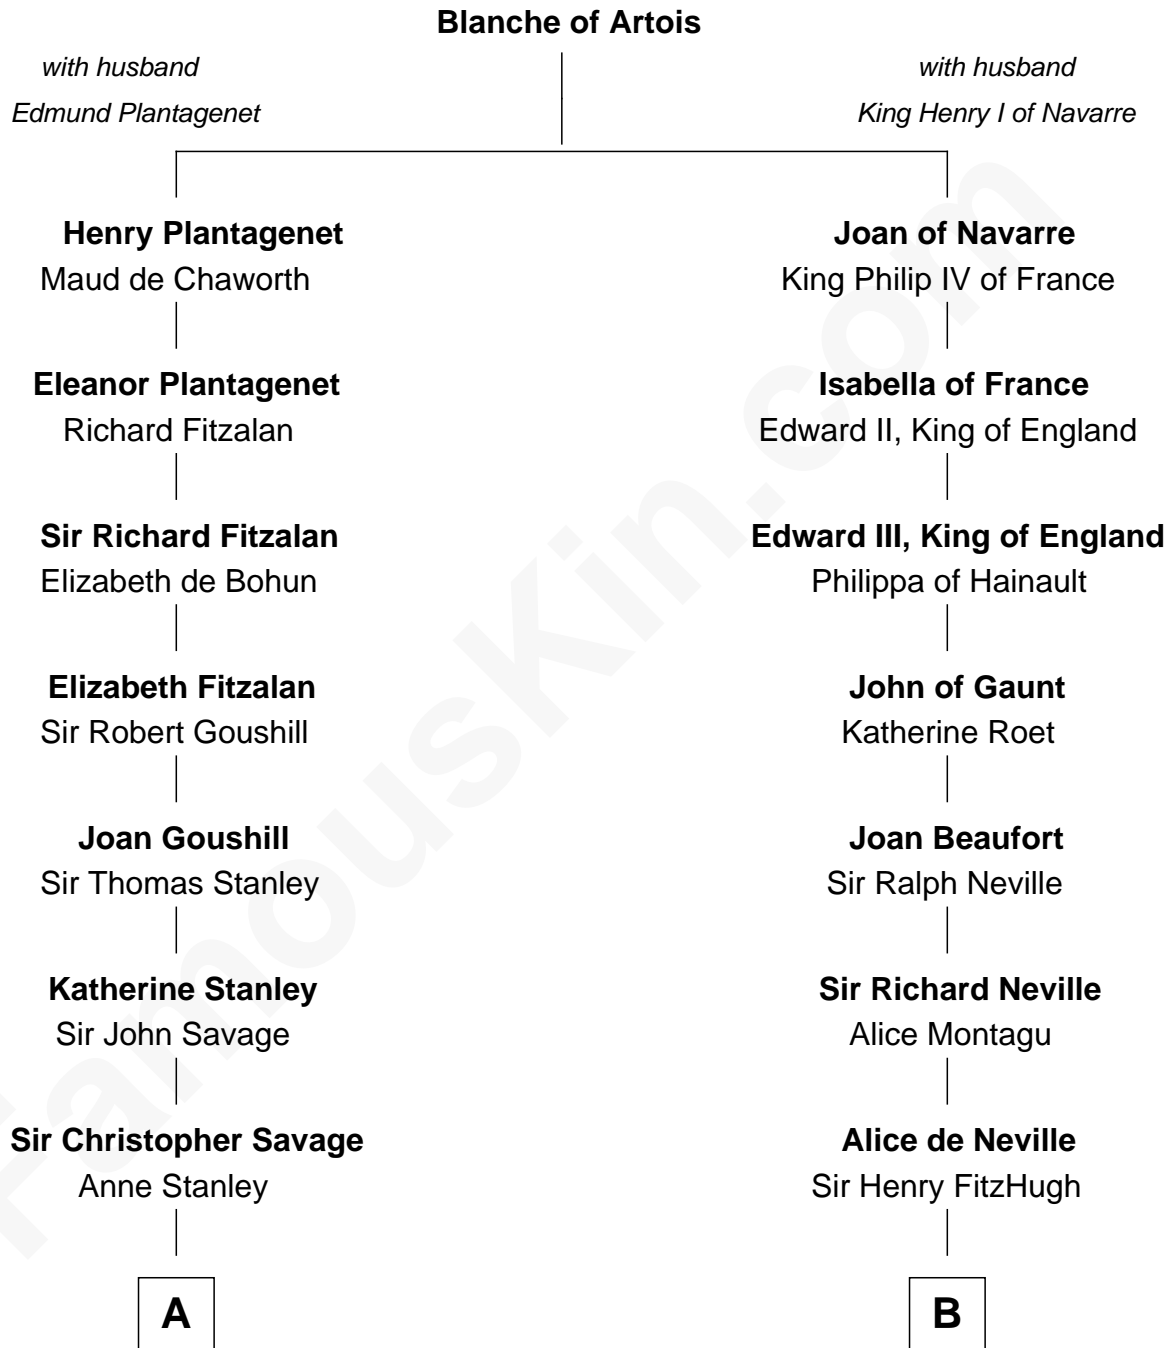 Blanche of Artois
with husband
Edmund Plantagenet
with husband
King Henry I of Navarre
Henry Plantagenet
Maud de Chaworth
Eleanor Plantagenet
Richard Fitzalan
Sir Richard Fitzalan
Elizabeth de Bohun
Elizabeth Fitzalan
Sir Robert Goushill
Joan Goushill
Sir Thomas Stanley
Katherine Stanley
Sir John Savage
Sir Christopher Savage
Anne Stanley
A
Joan of Navarre
King Philip IV of France
Isabella of France
Edward II, King of England
Edward III, King of England
Philippa of Hainault
John of Gaunt
Katherine Roet
Joan Beaufort
Sir Ralph Neville
Sir Richard Neville
Alice Montagu
Alice de Neville
Sir Henry FitzHugh
B
FamousKin.com